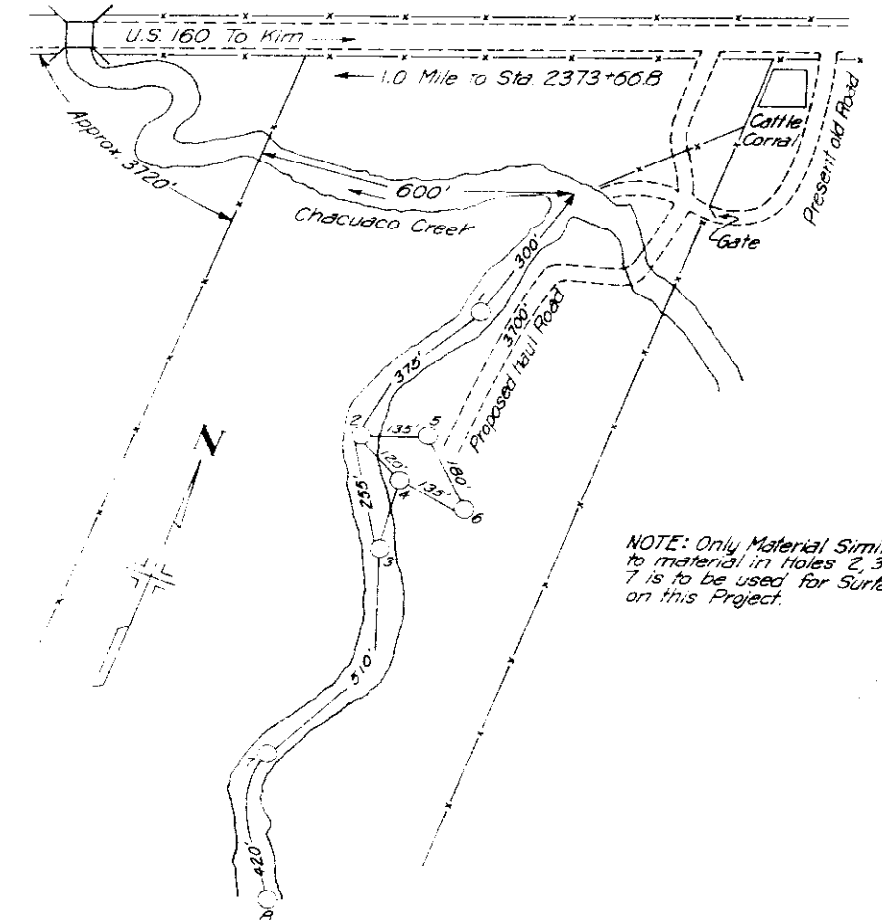 U.S. 160 To Kim
1.0 Mile to Sta. 2373+66.8
Cattle
Corral
Present old Road
Approx. 3720'
600'
Chacuaco Creek
Gate
300'
3700'
Proposed Haul Road
375'
2
135'
5
120'
180'
4
135'
6
255'
3
N
NOTE: Only Material Simi
to material in Holes 2, 3
7 is to be used for Surf
on this Project.
510'
7
420'
8